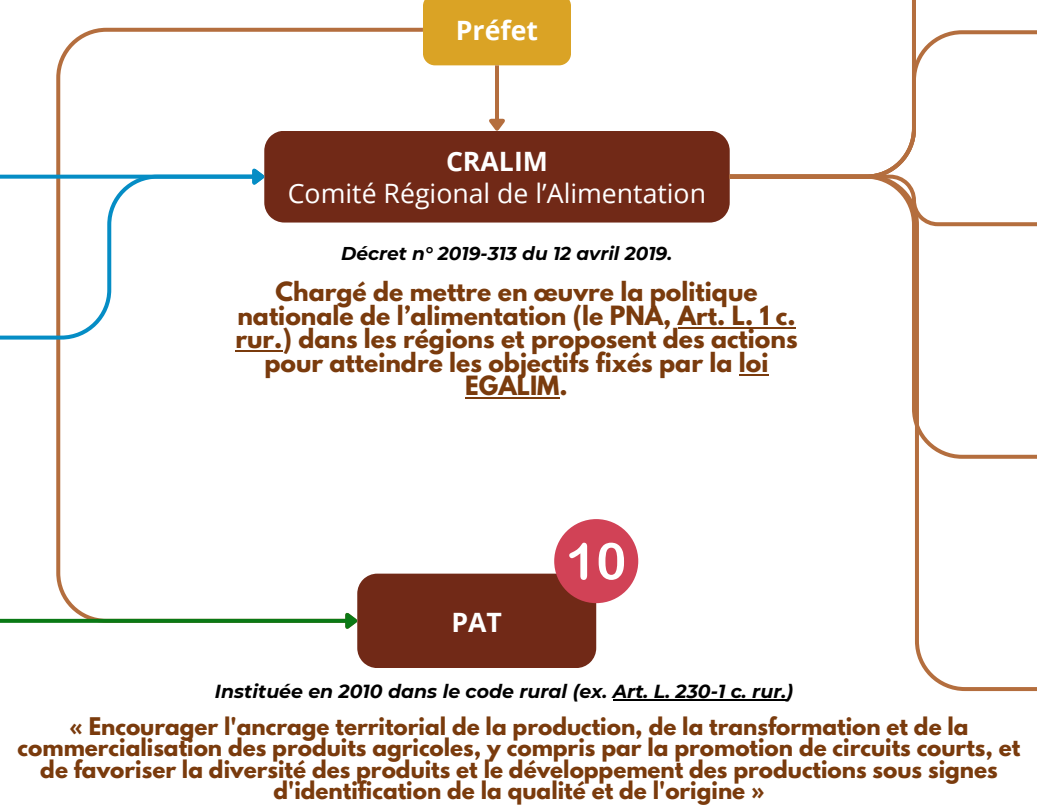 Préfet
CRALIM
Comité Régional de l’Alimentation
Décret n° 2019-313 du 12 avril 2019.
Chargé de mettre en œuvre la politique
nationale de l’alimentation (le PNA, Art. L. 1 c.
rur.) dans les régions et proposent des actions
pour atteindre les objectifs fixés par la loi
EGALIM.
10
PAT
Instituée en 2010 dans le code rural (ex. Art. L. 230-1 c. rur.)
« Encourager l'ancrage territorial de la production, de la transformation et de la
commercialisation des produits agricoles, y compris par la promotion de circuits courts, et
de favoriser la diversité des produits et le développement des productions sous signes
d'identification de la qualité et de l'origine »